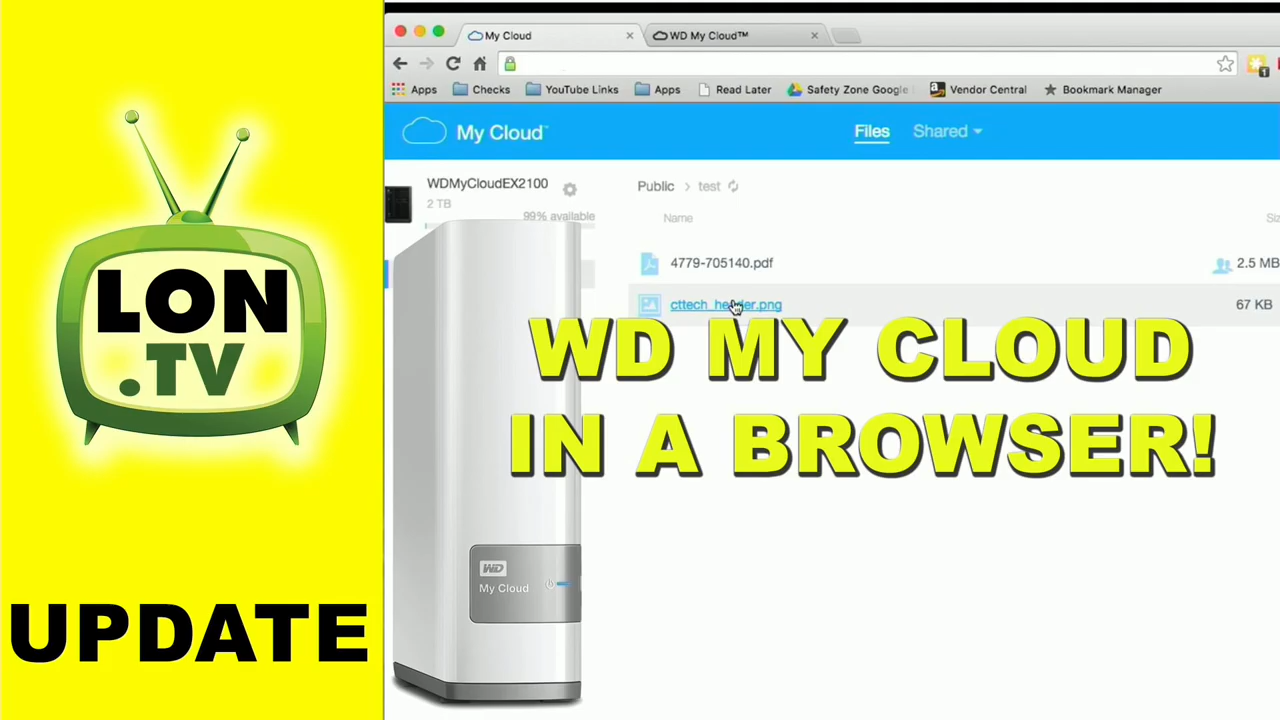 LON
.TV
UPDATE
My Cloud
WD My Cloud™
Apps
Checks
YouTube Links
Apps
Read Later
Safety Zone Google
Vendor Central
Bookmark Manager
My Cloud
Files
Shared
WDMyCloudEX2100
2 TB
99% available
Public > test
Name
4779-705140.pdf
2.5 MB
67 KB
WD MY CLOUD
IN A BROWSER!
WD
My Cloud
1